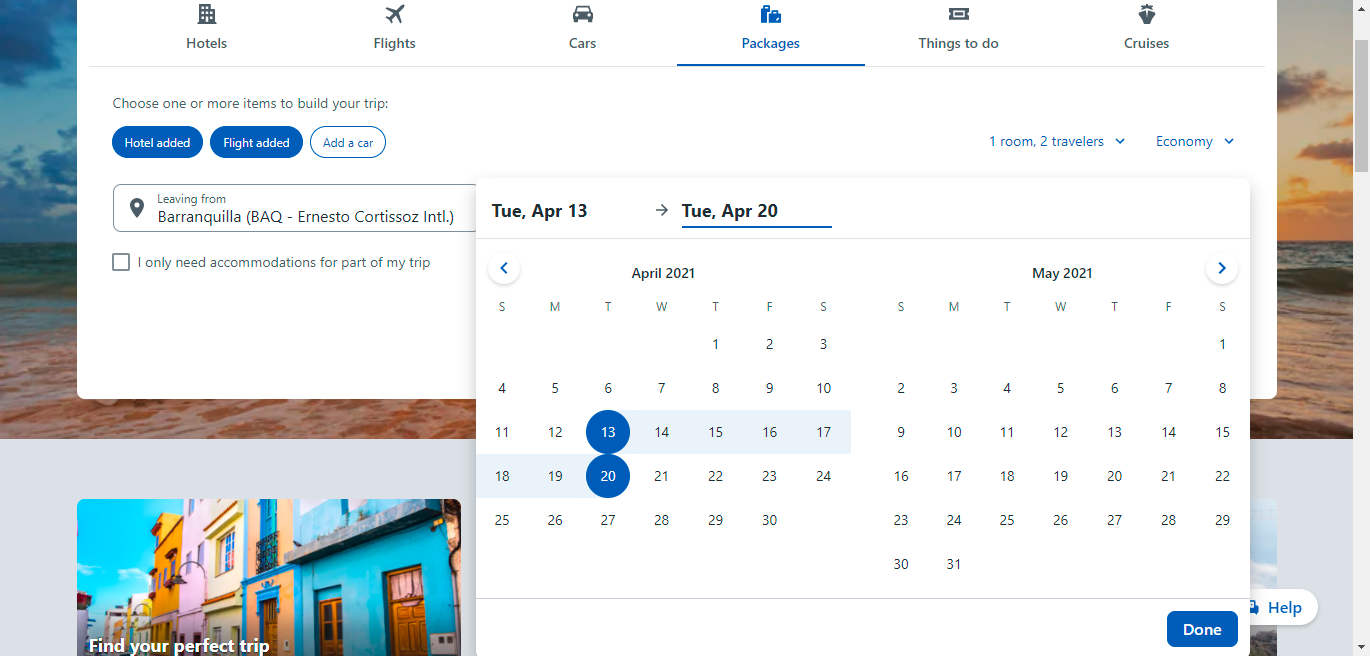 Hotels Flights Cars Packages Things to do Cruises
Choose one or more items to build your trip:
Hotel added Flight added Add a car 1 room, 2 travelers Economy
Leaving from
Barranquilla (BAQ - Ernesto Cortissoz Intl.)
I only need accommodations for part of my trip
Tue, Apr 13 → Tue, Apr 20
April 2021
S M T W T F S
1 2 3
4 5 6 7 8 9 10
11 12 13 14 15 16 17
18 19 20 21 22 23 24
25 26 27 28 29 30
May 2021
S M T W T F S
1
2 3 4 5 6 7 8
9 10 11 12 13 14 15
16 17 18 19 20 21 22
23 24 25 26 27 28 29
30 31
Done
Help
Find your perfect trip